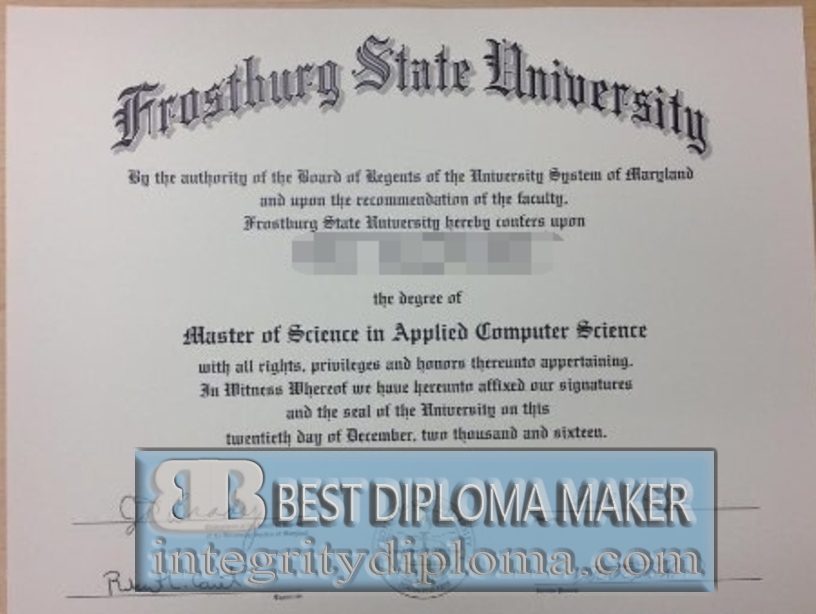 Frostburg State University
By the authority of the Board of Regents of the University System of Maryland
and upon the recommendation of the faculty,
Frostburg State University hereby confers upon
the degree of
Master of Science in Applied Computer Science
with all rights, privileges and honors thereunto appertaining.
In Witness Whereof we have hereunto affixed our signatures
and the seal of the University on this
twentieth day of December, two thousand and sixteen.
BB BEST DIPLOMA MAKER
integritydiploma.com